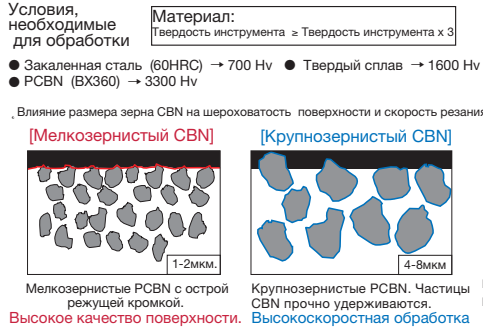 Условия,
необходимые
для обработки
Материал:
Твердость инструмента ≥ Твердость инструмента x 3
● Закаленная сталь (60HRC) → 700 Hv ● Твердый сплав → 1600 Hv
● PCBN (BX360) → 3300 Hv
Влияние размера зерна CBN на шероховатость поверхности и скорость резания
[Мелкозернистый CBN]
1-2мкм.
Мелкозернистые PCBN с острой
режущей кромкой.
Высокое качество поверхности.
[Крупнозернистый CBN]
4-8мкм
Крупнозернистые PCBN. Частицы
CBN прочно удерживаются.
Высокоскоростная обработка